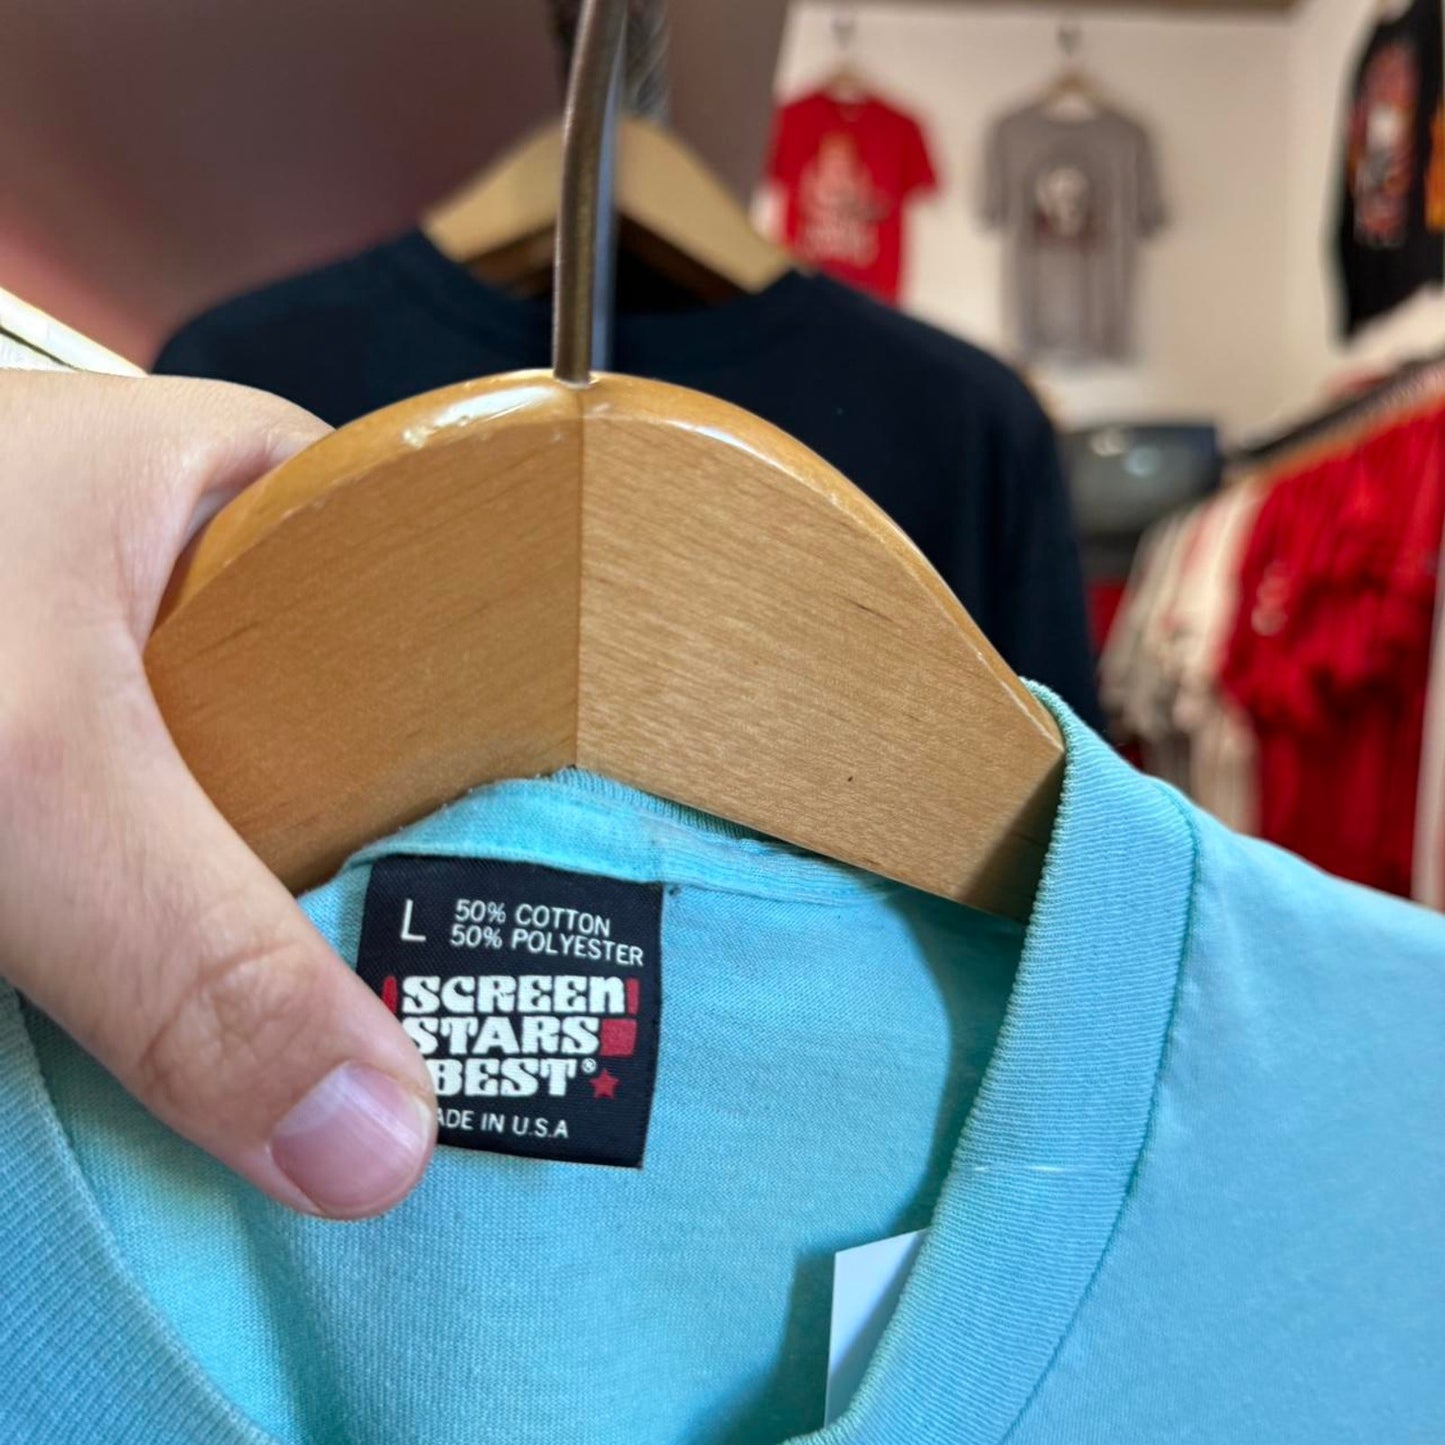 L 50% COTTON
50% POLYESTER
SCREEN
STARS
BEST®
ADE IN U.S.A